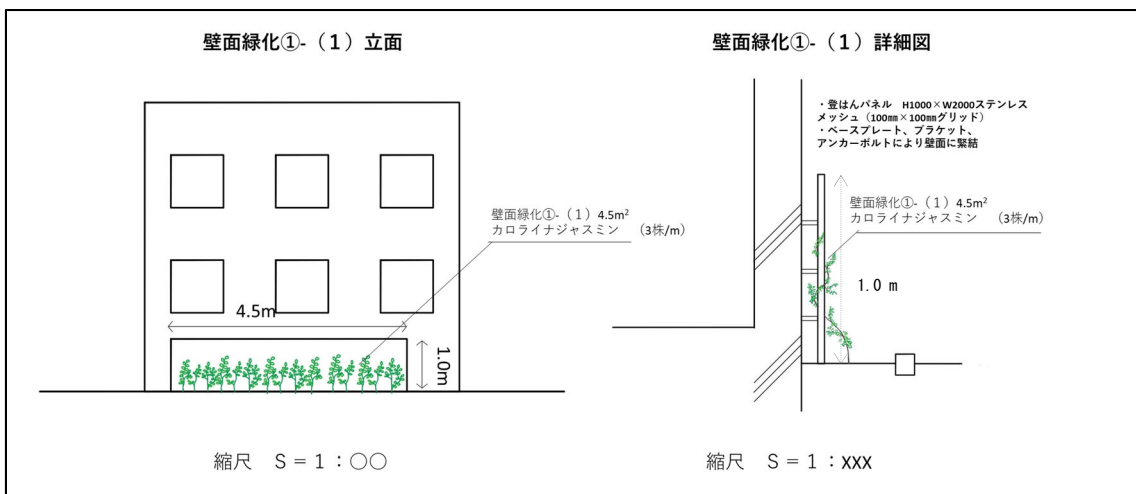 壁面緑化①-（１）立面
4.5m
1.0m
壁面緑化①-（１）4.5m²
カロライナジャスミン　（3株/m）
縮尺　Ｓ＝１：〇〇
壁面緑化①-（１）詳細図
・登はんパネル　H1000×W2000ステンレス
メッシュ（100㎜×100㎜グリッド）
・ベースプレート、ブラケット、
アンカーボルトにより壁面に緊結
壁面緑化①-（１）4.5m²
カロライナジャスミン　（3株/m）
1.0 m
縮尺　Ｓ＝１：XXX